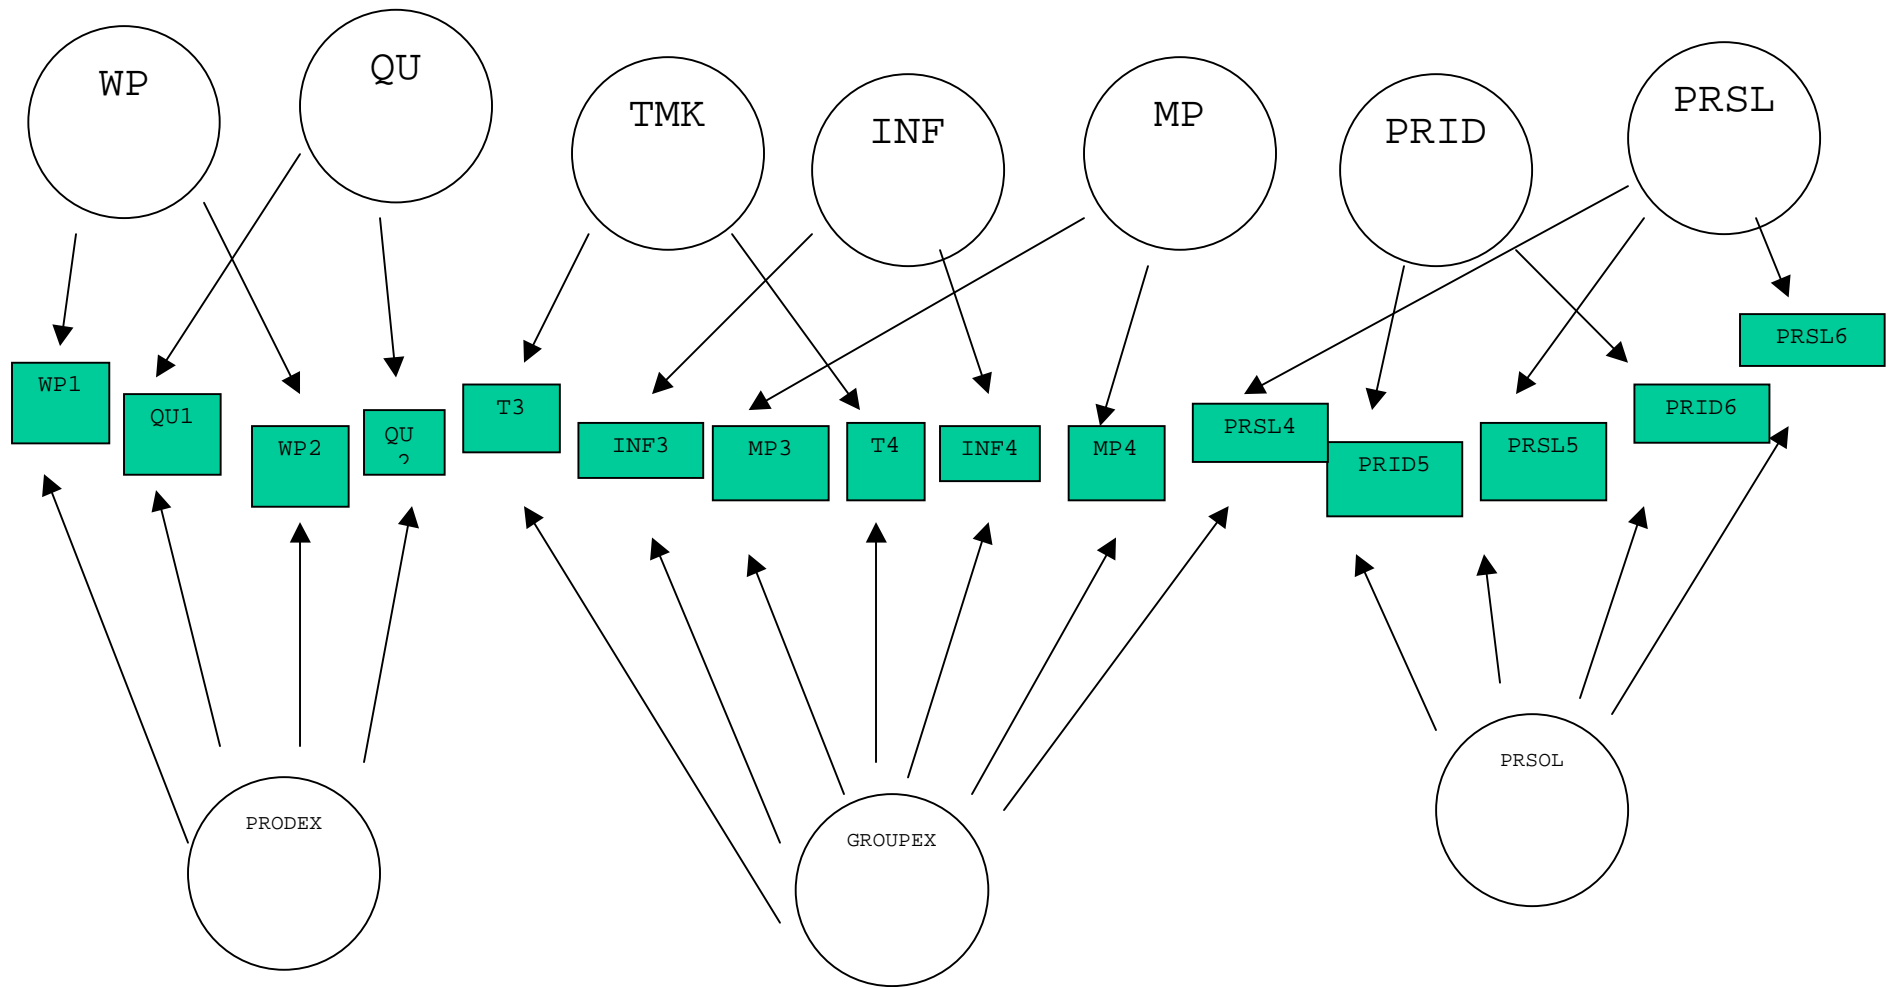 WP
QU
TMK
INF
MP
PRID
PRSL
WP1
QU1
WP2
QU
2
T3
INF3
MP3
T4
INF4
MP4
PRSL4
PRID5
PRSL5
PRID6
PRSL6
PRODEX
GROUPEX
PRSOL